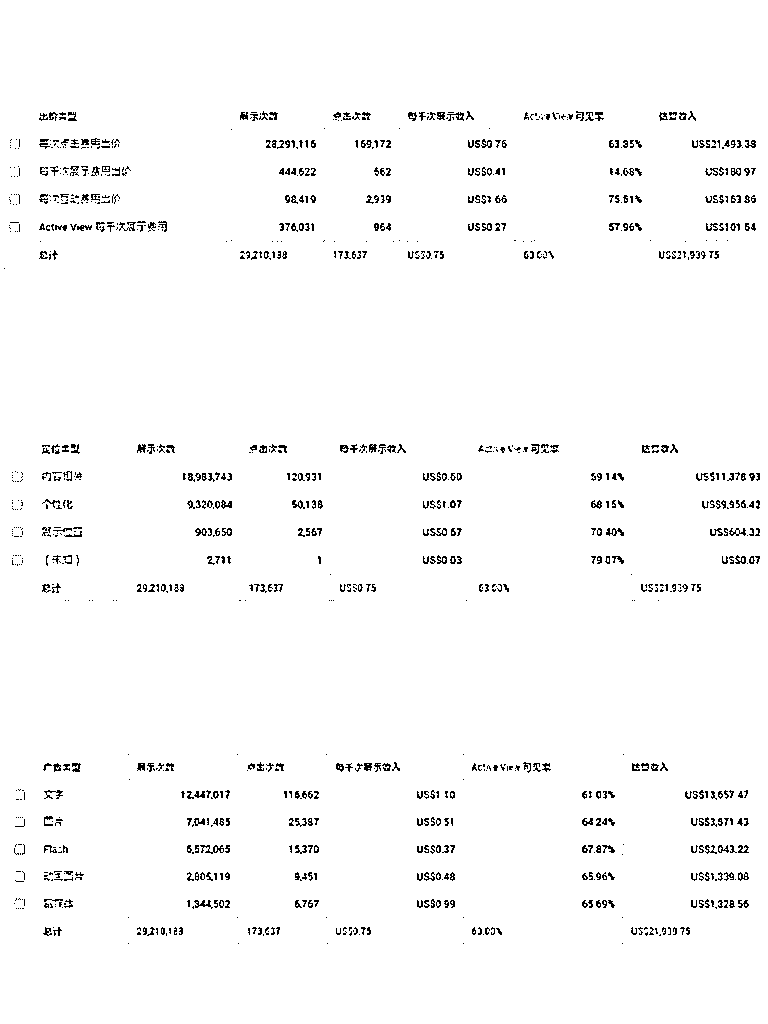 出价类型 展示次数 点击次数 每千次展示收入 Active View 可见率 估算收入
每次点击费用出价 28,291,116 169,172 US$0.76 63.85% US$21,493.38
每千次展示费用出价 444,622 562 US$0.41 14.68% US$180.97
每次互动费用出价 98,419 2,939 US$1.66 75.51% US$163.86
Active View 每千次展示费用 376,031 964 US$0.27 57.96% US$101.54
总计 29,210,188 173,637 US$0.75 63.00% US$21,939.75
定位类型 展示次数 点击次数 每千次展示收入 Active View 可见率 估算收入
内容相关 18,983,743 120,931 US$0.60 59.14% US$11,378.93
个性化 9,320,084 50,138 US$1.07 68.15% US$9,956.42
展示位置 903,650 2,567 US$0.67 70.40% US$604.32
（未知） 2,711 1 US$0.03 79.07% US$0.07
总计 29,210,188 173,637 US$0.75 63.00% US$21,939.75
广告类型 展示次数 点击次数 每千次展示收入 Active View 可见率 估算收入
文字 12,447,017 116,662 US$1.10 61.03% US$13,657.47
图片 7,041,485 25,387 US$0.51 64.24% US$3,571.43
Flash 5,572,065 15,370 US$0.37 67.87% US$2,043.22
动画图片 2,805,119 9,451 US$0.48 65.96% US$1,339.08
富媒体 1,344,502 6,767 US$0.99 65.69% US$1,328.56
总计 29,210,188 173,637 US$0.75 63.00% US$21,939.75